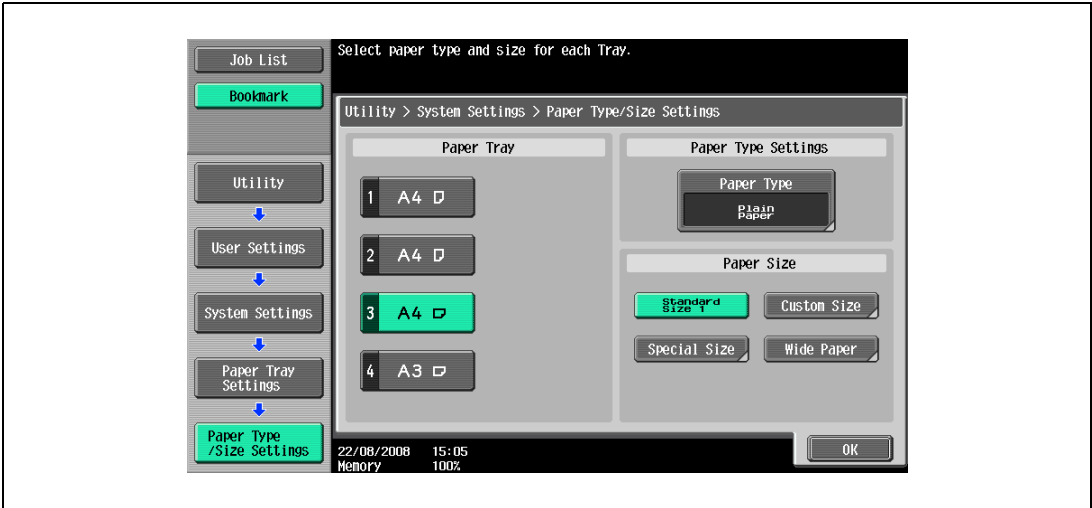 Job List
Bookmark
Select paper type and size for each Tray.
Utility > System Settings > Paper Type/Size Settings
Utility
User Settings
System Settings
Paper Tray
Settings
Paper Type
/Size Settings
Paper Tray
1 A4
2 A4
3 A4
4 A3
Paper Type Settings
Paper Type
Plain
Paper
Paper Size
Standard
Size 1
Custom Size
Special Size
Wide Paper
22/08/2008 15:05
Memory 100%
OK